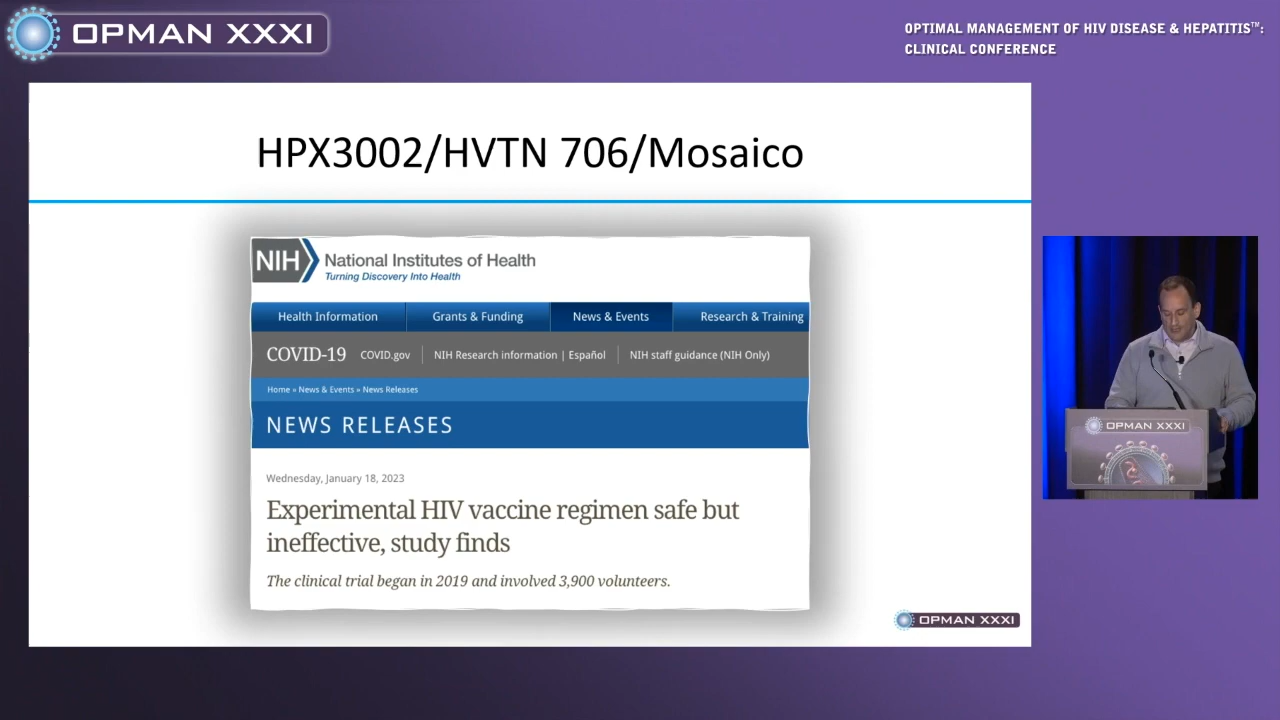 OPMAN XXXI
OPTIMAL MANAGEMENT OF HIV DISEASE & HEPATITIS™:
CLINICAL CONFERENCE
HPX3002/HVTN 706/Mosaico
NIH National Institutes of Health
Turning Discovery Into Health
Health Information Grants & Funding News & Events Research & Training
COVID-19 COVID.gov NIH Research information | Español NIH staff guidance (NIH Only)
Home » News & Events » News Releases
NEWS RELEASES
Wednesday, January 18, 2023
Experimental HIV vaccine regimen safe but
ineffective, study finds
The clinical trial began in 2019 and involved 3,900 volunteers.
OPMAN XXXI
OPMAN XXXI